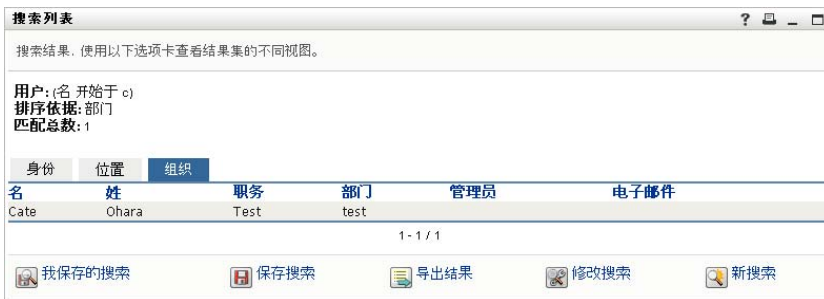 搜索列表 ?
搜索结果. 使用以下选项卡查看结果集的不同视图。
用户: (名 开始于 c)
排序依据: 部门
匹配总数: 1
身份 位置 组织
名 姓 职务 部门 管理员 电子邮件
Cate Ohara Test test
1 - 1 / 1
我保存的搜索 保存搜索 导出结果 修改搜索 新搜索